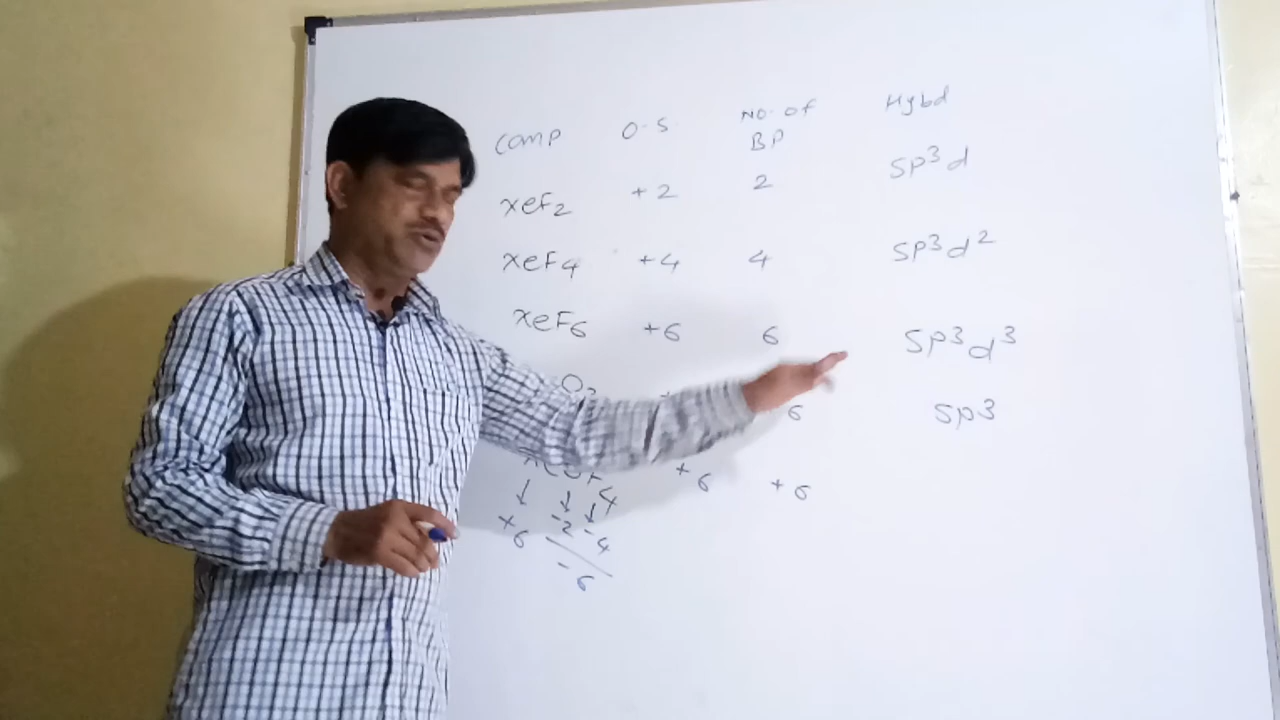 comp O·S NO. of BP Hybd
xeF2 +2 2 sp3d
xeF4 +4 4 sp3d2
xeF6 +6 6 sp3d3
6 sp3
4 +6 +6
+6 -2 -4
-6